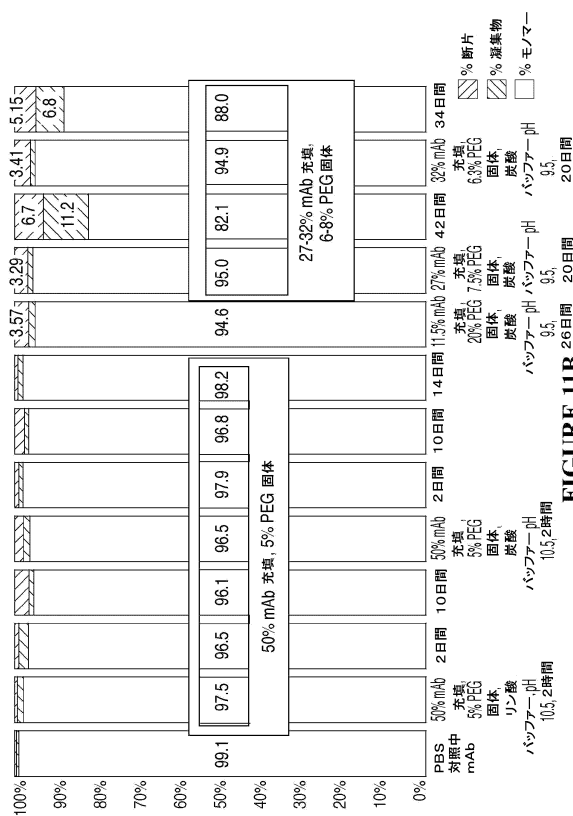 100%
90%
80%
70%
60%
50%
40%
30%
20%
10%
0%
99.1
97.5
96.5
96.1
96.5
97.9
96.8
98.2
50% mAb 充填, 5% PEG 固体
3.57
94.6
3.29
95.0
6.7
11.2
82.1
3.41
94.9
5.15
6.8
88.0
27-32% mAb 充填,
6-8% PEG 固体
PBS
対照中
mAb
50% mAb
充填,
5% PEG
固体,
リン酸
バッファー,pH
10.5, 2時間
2日間
10日間
50% mAb
充填,
5% PEG
固体,
炭酸
バッファー pH
10.5, 2時間
2日間
10日間
14日間
11.5% mAb
充填,
20% PEG
固体,
炭酸
バッファー pH
9.5,
26日間
27% mAb
充填,
7.5% PEG
固体,
炭酸
バッファー pH
9.5,
20日間
42日間
32% mAb
充填,
6.3% PEG
固体,
炭酸
バッファー pH
9.5,
20日間
34日間
% 断片
% 凝集物
% モノマー
FIGURE 11B